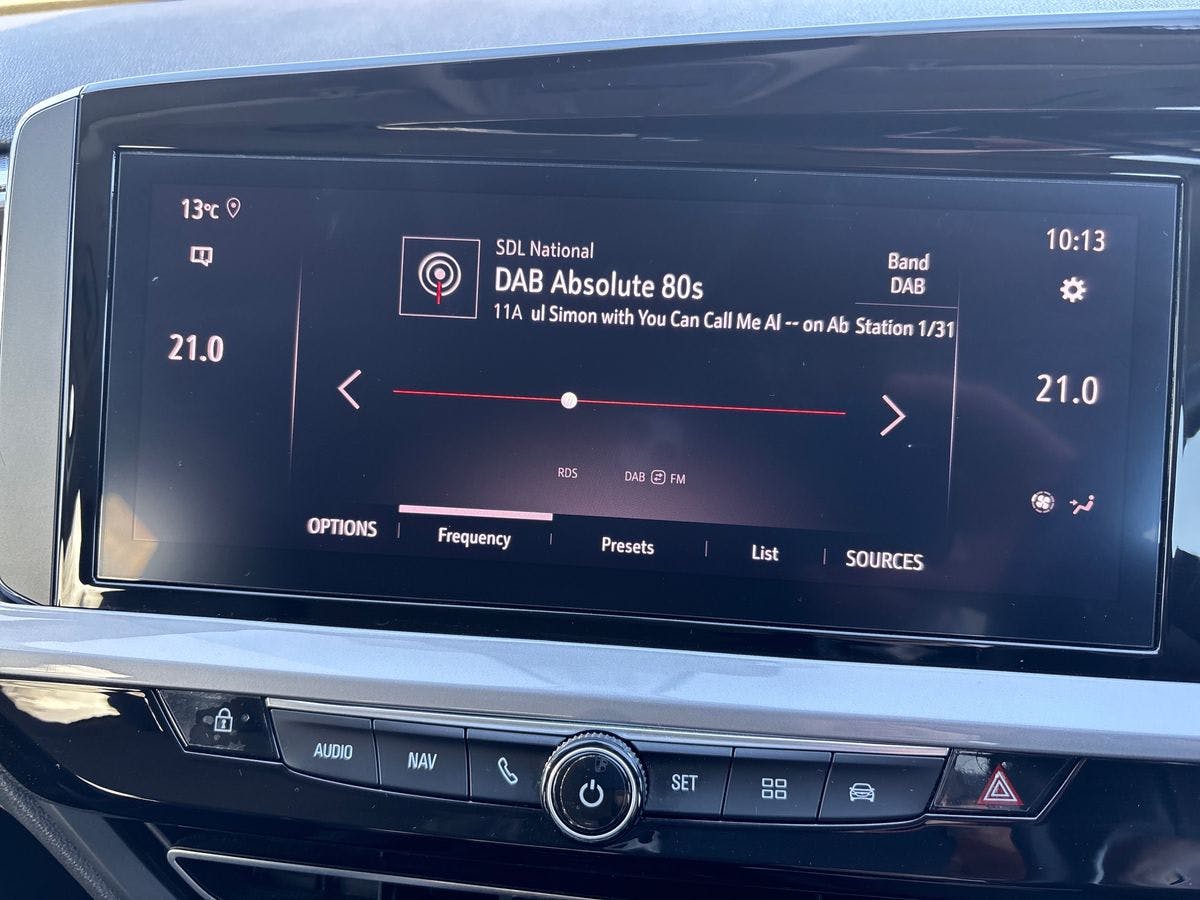 13°C
SDL National
10:13
Band
DAB Absolute 80s
DAB
11A ul Simon with You Can Call Me Al -- on Ab Station 1/31
21.0
21.0
RDS
DAB FM
OPTIONS
Frequency
Presets
List
SOURCES
AUDIO
NAV
SET